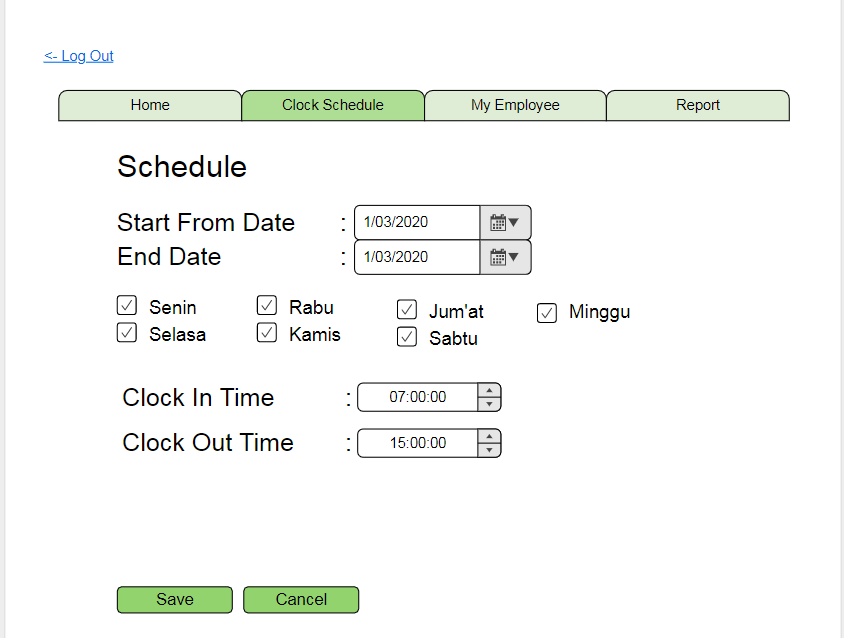 <- Log Out
Home Clock Schedule My Employee Report
Schedule
Start From Date : 1/03/2020
End Date : 1/03/2020
Senin Rabu Jum'at Minggu
Selasa Kamis Sabtu
Clock In Time : 07:00:00
Clock Out Time : 15:00:00
Save Cancel